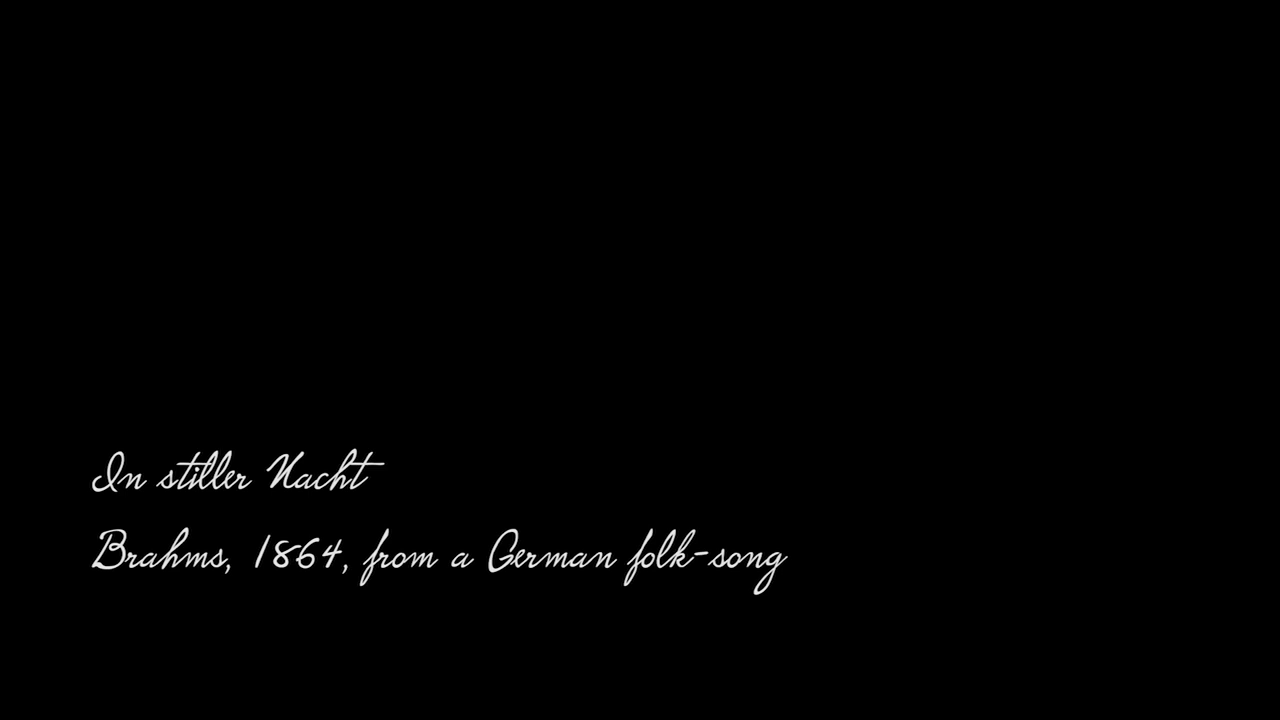 In stiller Nacht
Brahms, 1864, from a German folk-song